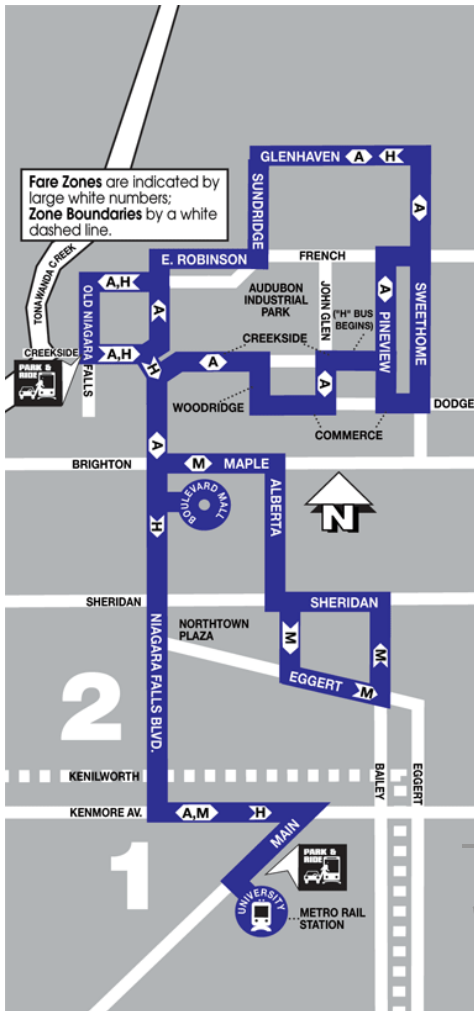 GLENHAVEN
A
H
SUNDRIDGE
Fare Zones are indicated by
large white numbers;
Zone Boundaries by a white
dashed line.
A
TONAWANDA CREEK
E. ROBINSON
FRENCH
A,H
OLD NIAGARA
FALLS
A
AUDUBON
INDUSTRIAL
PARK
JOHN GLEN
("H" BUS
BEGINS)
A
PINEVIEW
SWEETHOME
CREEKSIDE
CREEKSIDE
A,H
H
A
PARK &
RIDE
WOODRIDGE
A
DODGE
COMMERCE
A
BRIGHTON
M
MAPLE
BOULEVARD MALL
ALBERTA
N
H
SHERIDAN
SHERIDAN
NIAGARA FALLS BLVD.
NORTHTOWN
PLAZA
M
M
EGGERT
M
2
BAILEY
EGGERT
KENILWORTH
KENMORE AV.
A,M
H
MAIN
1
PARK &
RIDE
UNIVERSITY
METRO RAIL
STATION